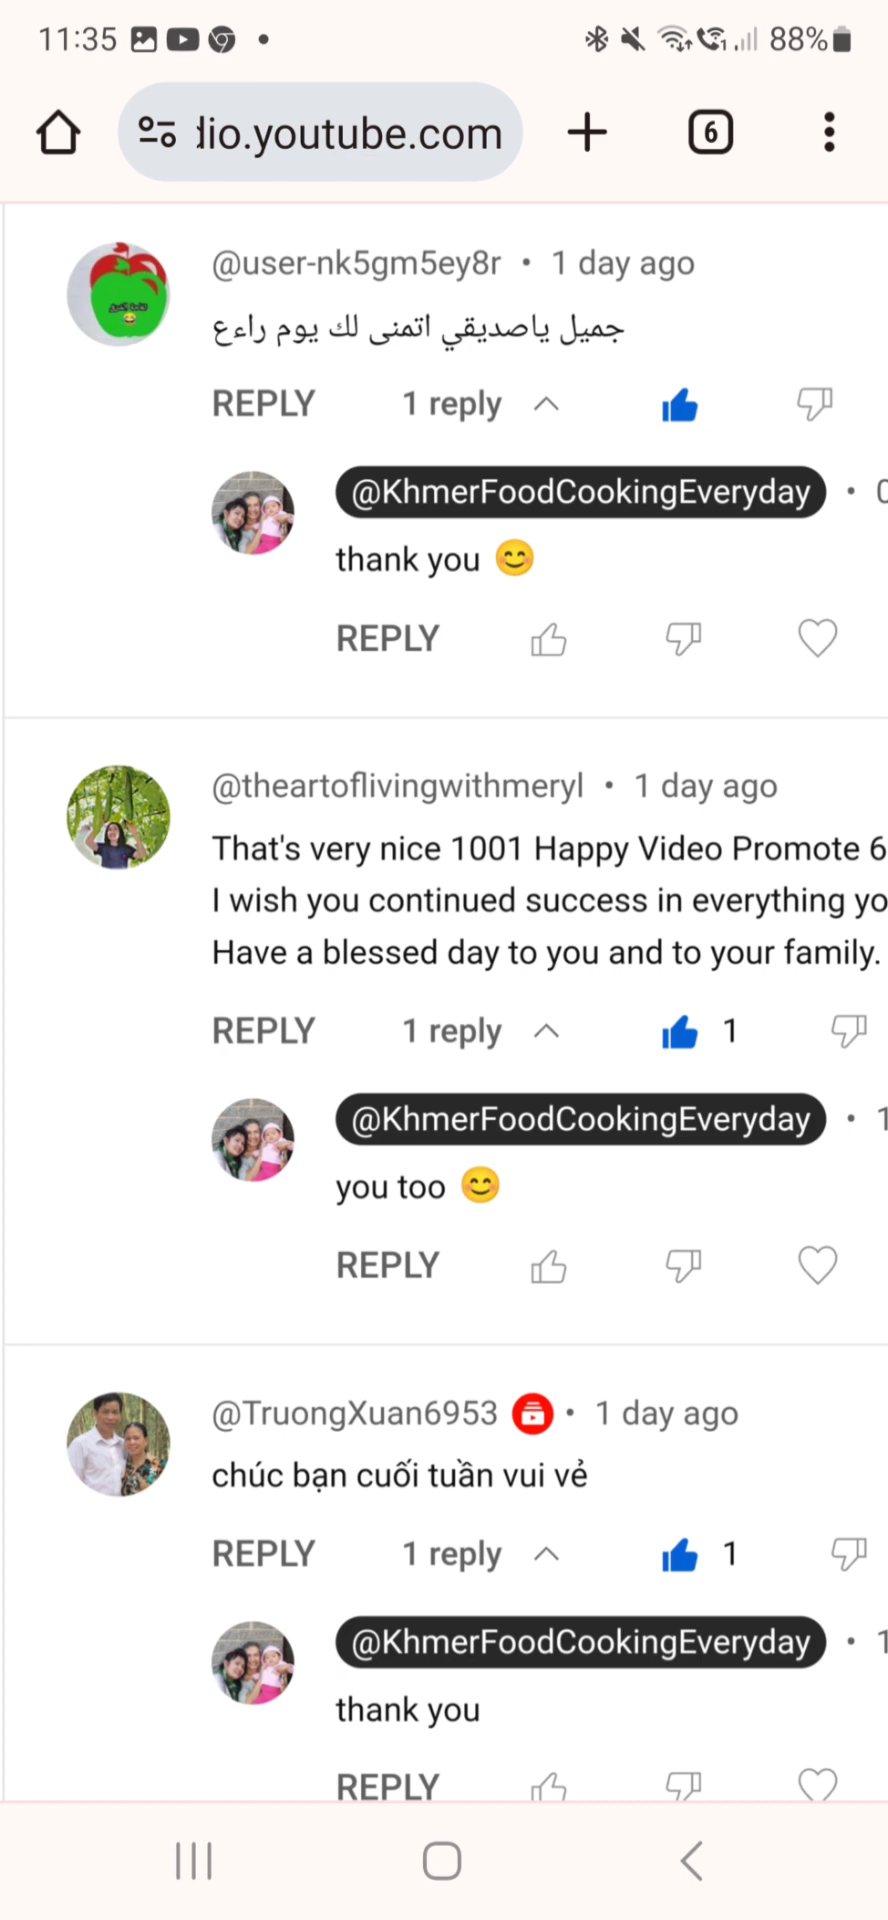 11:35
88%
dio.youtube.com
6
@user-nk5gm5ey8r • 1 day ago
جميل ياصديقي اتمنى لك يوم راءع
REPLY 1 reply
@KhmerFoodCookingEveryday •
thank you 😊
REPLY
@theartoflivingwithmeryl • 1 day ago
That's very nice 1001 Happy Video Promote 6
I wish you continued success in everything yo
Have a blessed day to you and to your family.
REPLY 1 reply 1
@KhmerFoodCookingEveryday • 1
you too 😊
REPLY
@TruongXuan6953 • 1 day ago
chúc bạn cuối tuần vui vẻ
REPLY 1 reply 1
@KhmerFoodCookingEveryday • 1
thank you
REPLY